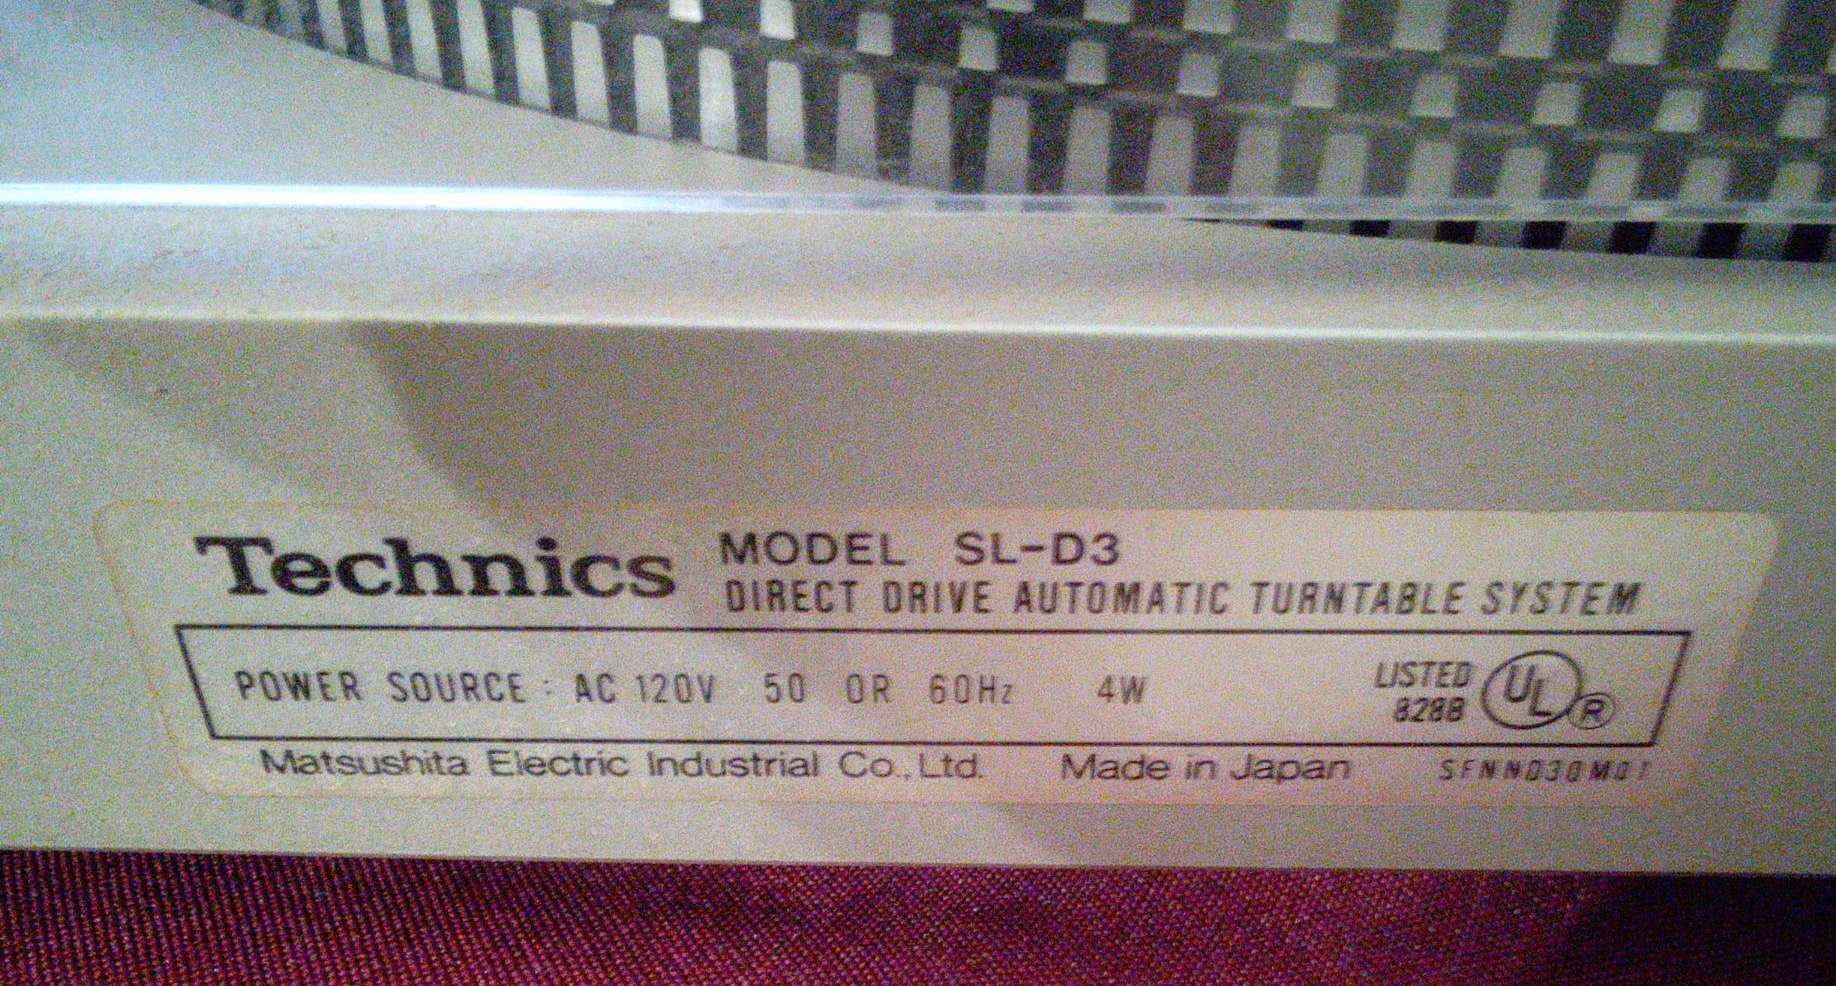 Technics MODEL SL-D3
DIRECT DRIVE AUTOMATIC TURNTABLE SYSTEM
POWER SOURCE : AC 120V 50 OR 60Hz 4W
LISTED
828B
UL ®
Matsushita Electric Industrial Co., Ltd. Made in Japan SFNN030M01